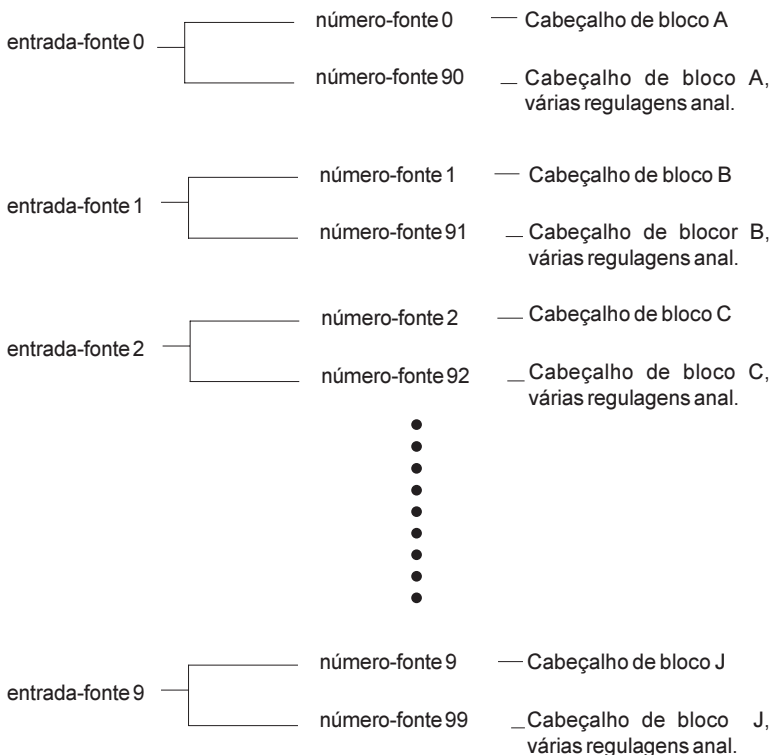 número-fonte 0 Cabeçalho de bloco A
entrada-fonte 0
número-fonte 90 Cabeçalho de bloco A,
várias regulagens anal.
número-fonte 1 Cabeçalho de bloco B
entrada-fonte 1
número-fonte 91 Cabeçalho de blocor B,
várias regulagens anal.
número-fonte 2 Cabeçalho de bloco C
entrada-fonte 2
número-fonte 92 Cabeçalho de bloco C,
várias regulagens anal.
número-fonte 9 Cabeçalho de bloco J
entrada-fonte 9
número-fonte 99 Cabeçalho de bloco J,
várias regulagens anal.